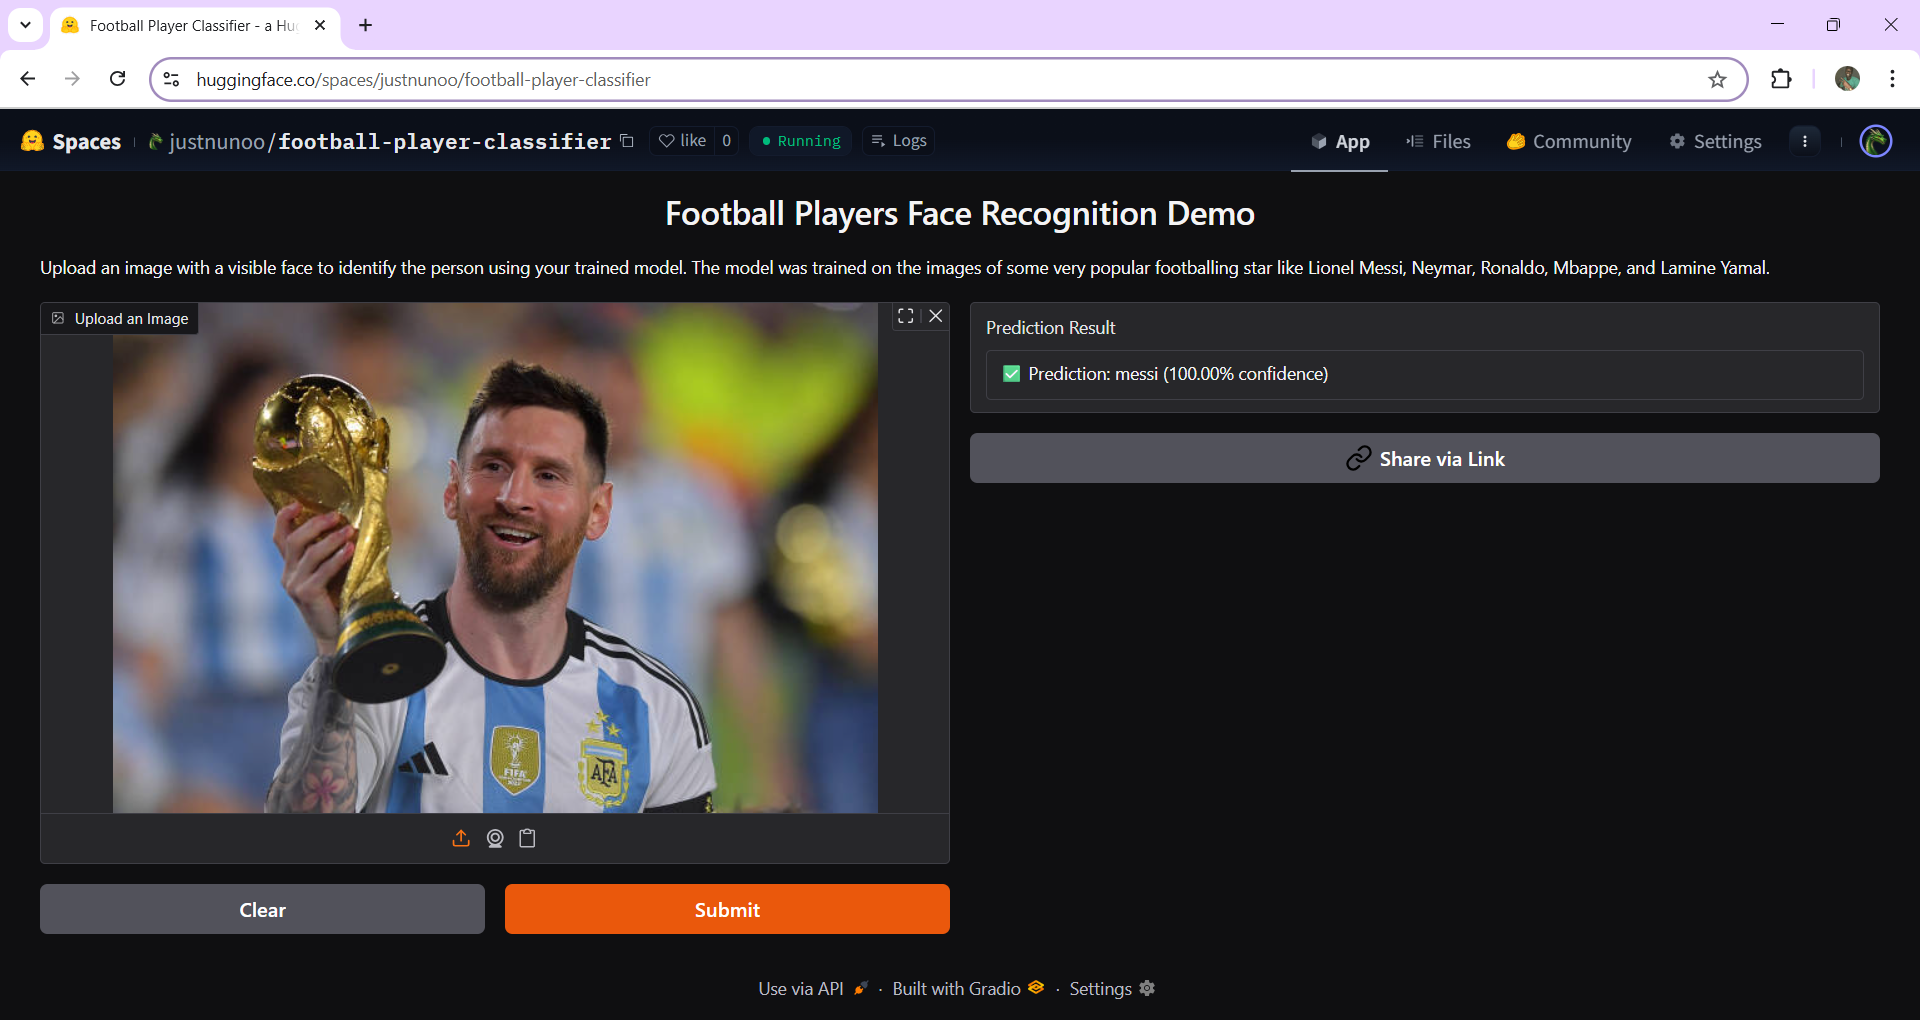 Football Player Classifier - a Hu
huggingface.co/spaces/justnunoo/football-player-classifier
Spaces justnunoo/football-player-classifier like 0 Running Logs App Files Community Settings
Football Players Face Recognition Demo
Upload an image with a visible face to identify the person using your trained model. The model was trained on the images of some very popular footballing star like Lionel Messi, Neymar, Ronaldo, Mbappe, and Lamine Yamal.
Upload an Image
FIFA
AFA
Clear
Submit
Prediction Result
✅ Prediction: messi (100.00% confidence)
Share via Link
Use via API · Built with Gradio · Settings